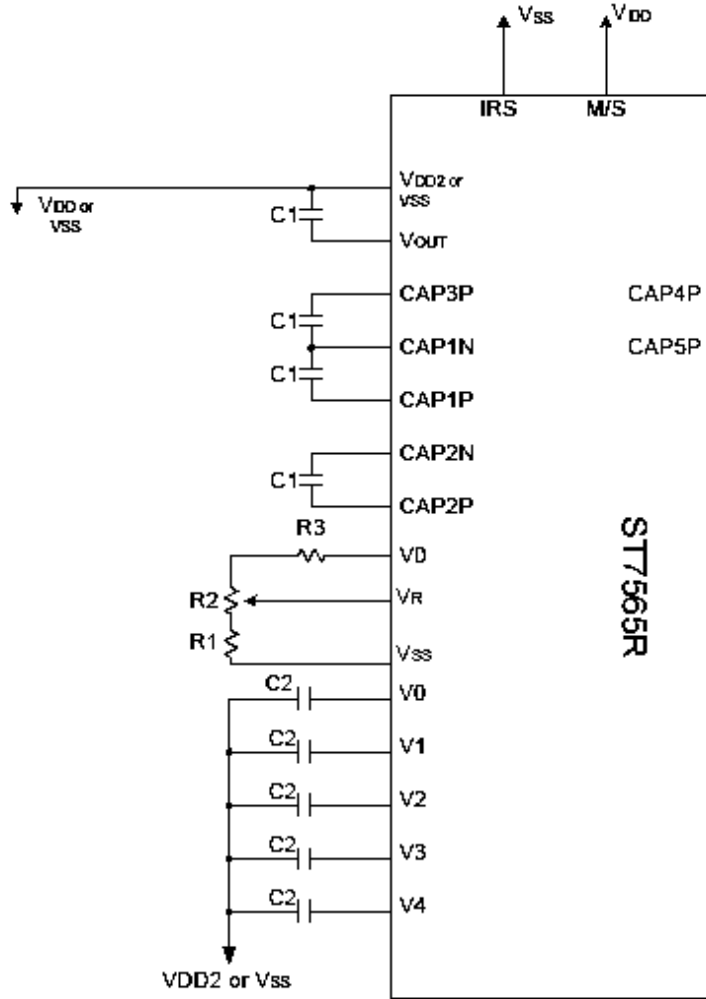 VSS VDD
IRS M/S
VDD2 or
VSS
VDD or
VSS
C1
VOUT
CAP3P CAP4P
C1
CAP1N CAP5P
C1
CAP1P
CAP2N
C1
CAP2P
R3
VD
R2 VR
R1
VSS
ST7565R
C2 V0
C2 V1
C2 V2
C2 V3
C2 V4
VDD2 or VSS